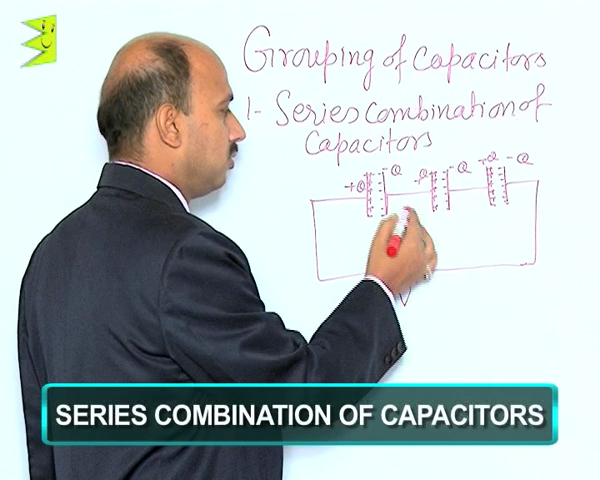 Grouping of Capacitors
1- Series Combination of
Capacitors
+Q -Q +Q -Q +Q -Q
V
SERIES COMBINATION OF CAPACITORS